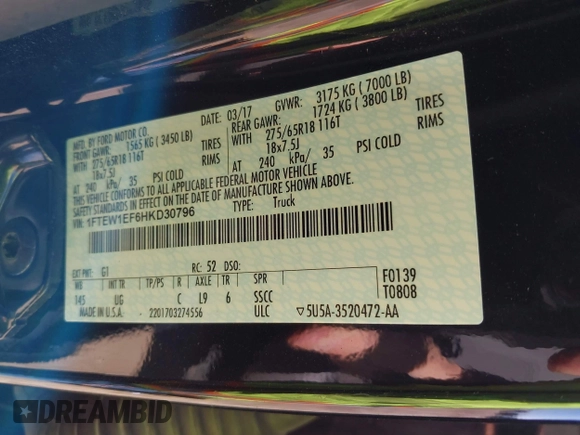 MFD. BY FORD MOTOR CO.
DATE: 03/17 GVWR: 3175 KG ( 7000 LB)
FRONT GAWR: 1565 KG ( 3450 LB) REAR GAWR: 1724 KG ( 3800 LB)
WITH 275/65R18 116T TIRES WITH 275/65R18 116T TIRES
18x7.5J RIMS 18x7.5J RIMS
AT 240 kPa/ 35 PSI COLD AT 240 kPa/ 35 PSI COLD
THIS VEHICLE CONFORMS TO ALL APPLICABLE FEDERAL MOTOR VEHICLE
SAFETY STANDARDS IN EFFECT ON THE DATE OF MANUFACTURE SHOWN ABOVE.
VIN: 1FTEW1EF6HKD30796 TYPE: Truck
EXT PNT: G1 RC: 52 DSO:
WB INT TR TP/PS R AXLE TR SPR F0139
145 UG C L9 6 SSCC T0808
MADE IN U.S.A. 2201703274556 ULC ▽5U5A-3520472-AA
DREAMBID